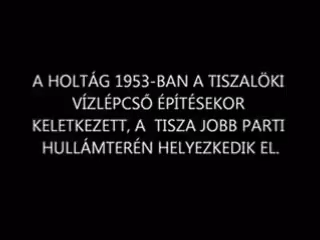 A HOLTÁG 1953-BAN A TISZALÖKI
VÍZLÉPCSŐ ÉPÍTÉSEKOR
KELETKEZETT, A  TISZA JOBB PARTI
HULLÁMTERÉN HELYEZKEDIK EL.